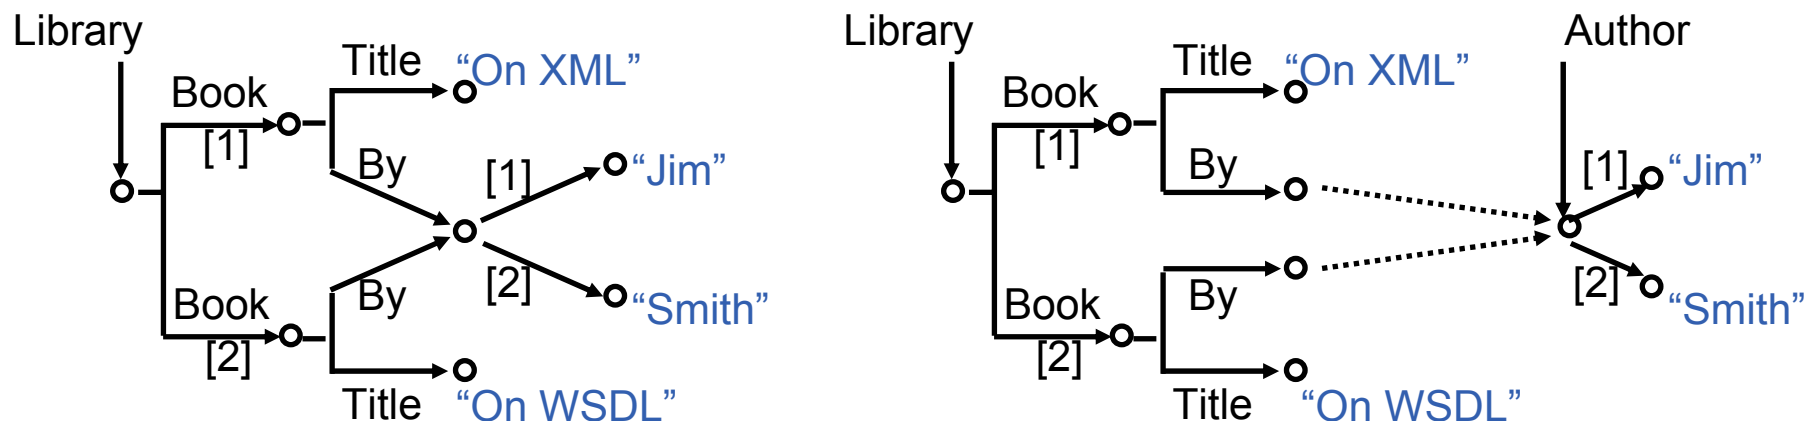 Library
Title
“On XML”
Book
[1]
By
[1]
“Jim”
Book
[2]
By
[2]
“Smith”
Title
“On WSDL”
Library
Author
Title
“On XML”
Book
[1]
By
[1]
“Jim”
Book
[2]
By
[2]
“Smith”
Title
“On WSDL”